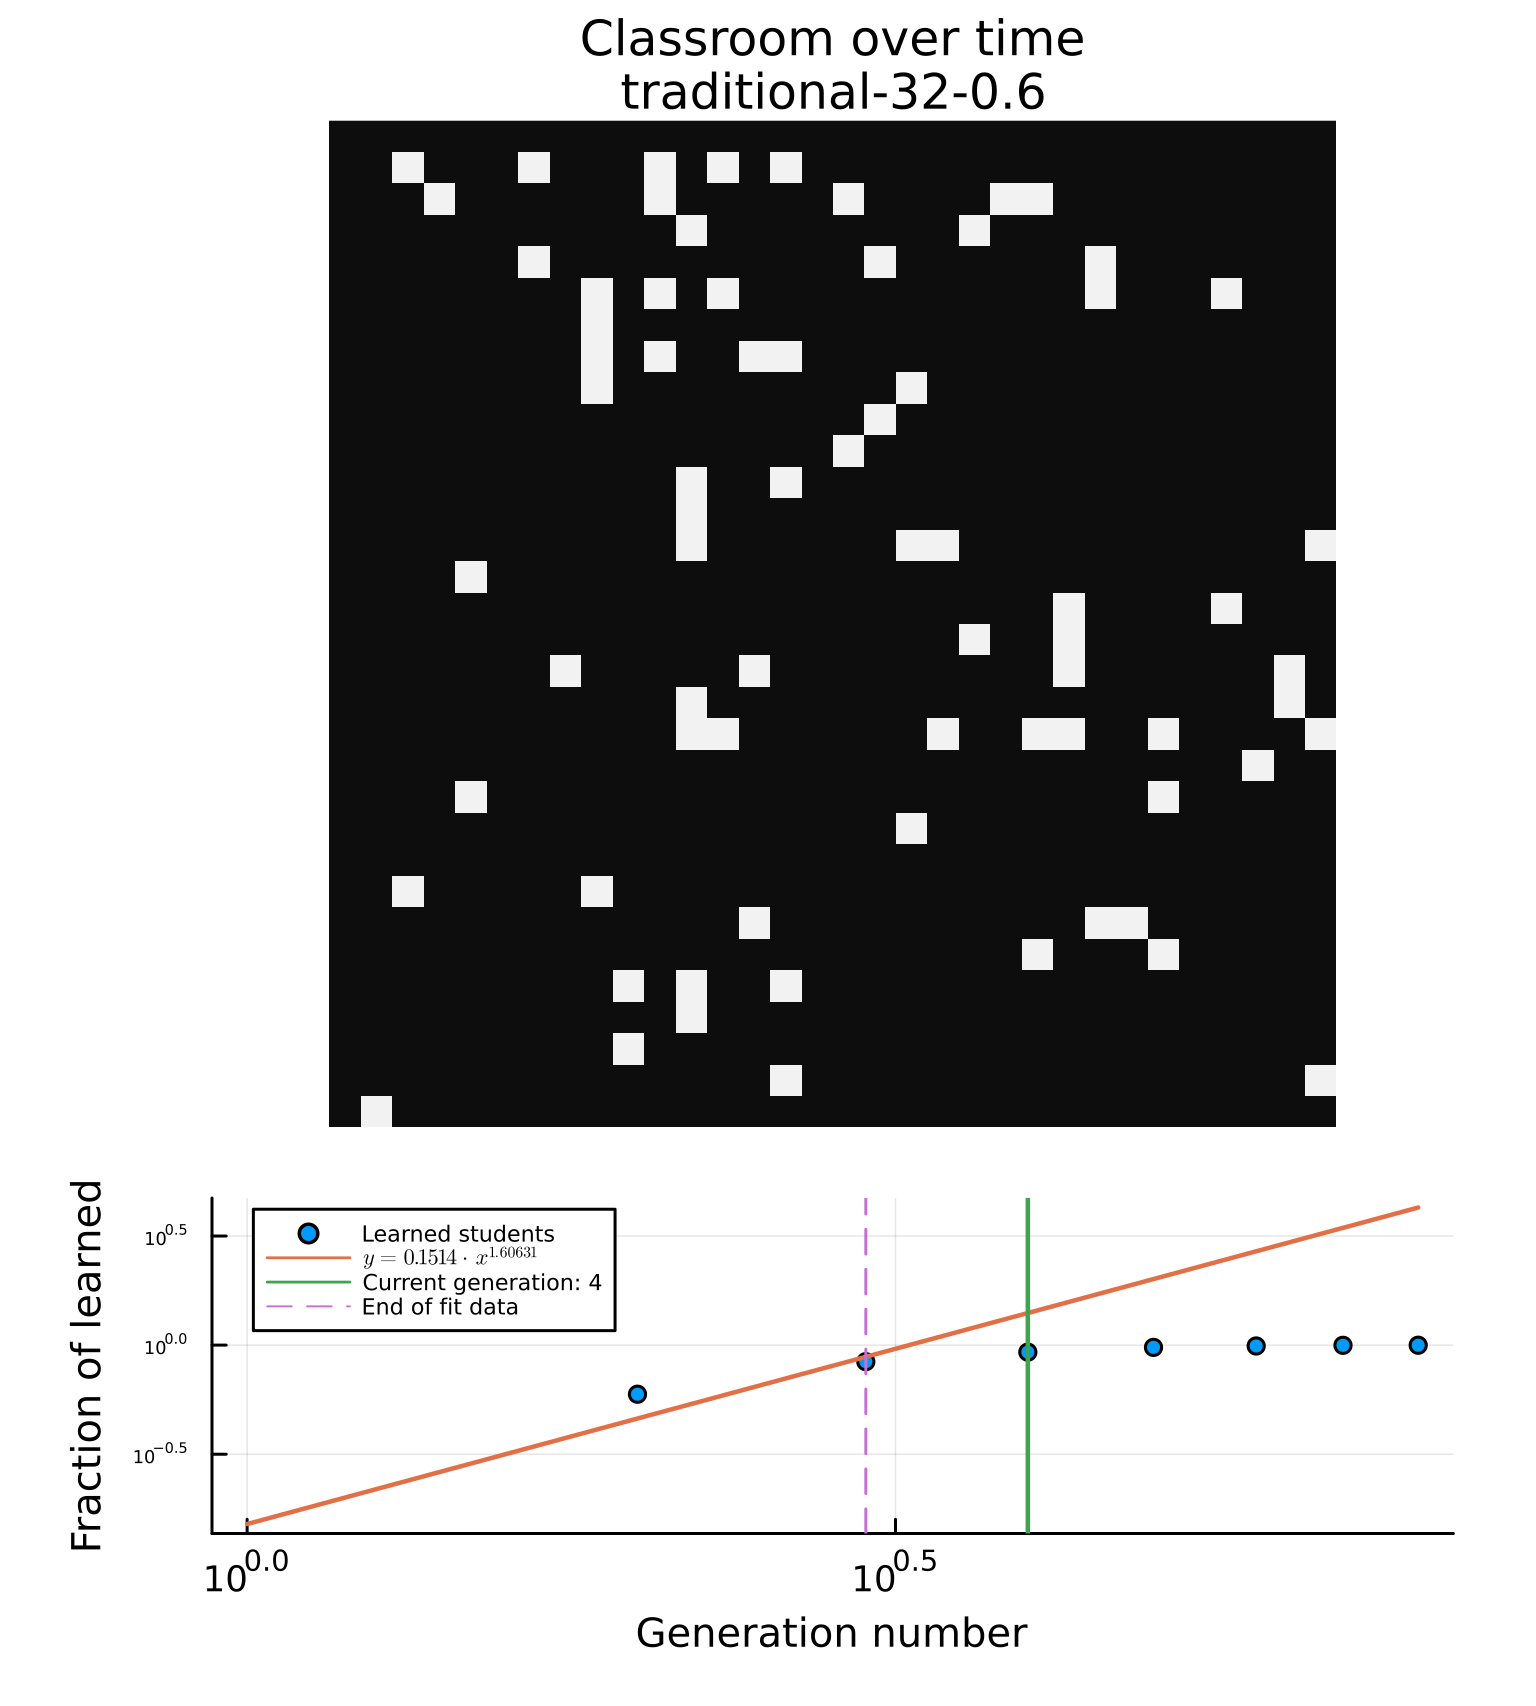 Classroom over time
traditional-32-0.6
Fraction of learned
10^0.5
10^0.0
10^−0.5
Learned students
y = 0.1514 · x^1.60631
Current generation: 4
End of fit data
10^0.0
10^0.5
Generation number